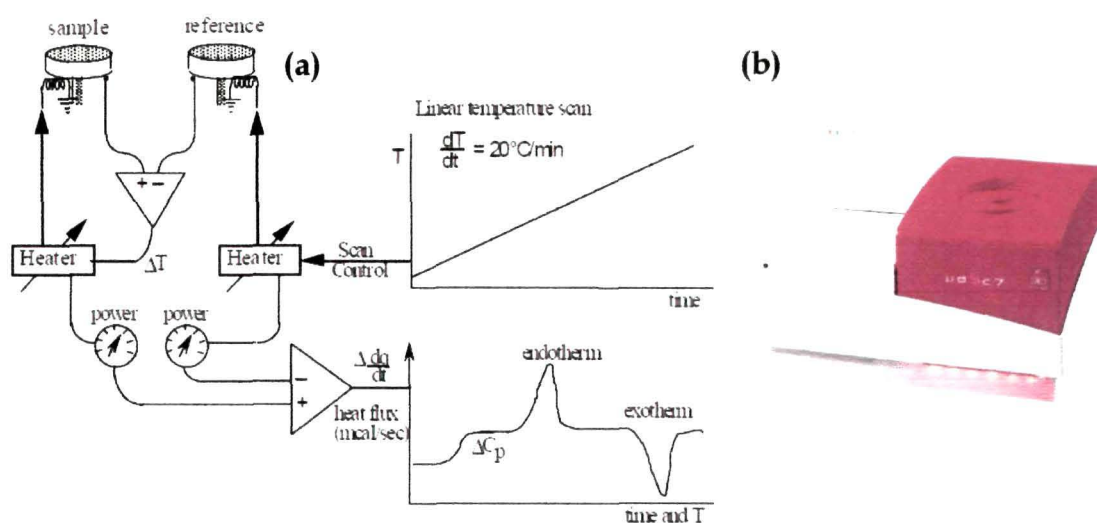 sample
reference
(a)
(b)
Linear temperature scan
T
dT/dt = 20°C/min
+ −
Heater
ΔT
Heater
Scan
Control
time
power
power
Δ dq/dt
−
+
heat flux
(mcal/sec)
endotherm
exotherm
ΔCp
time and T